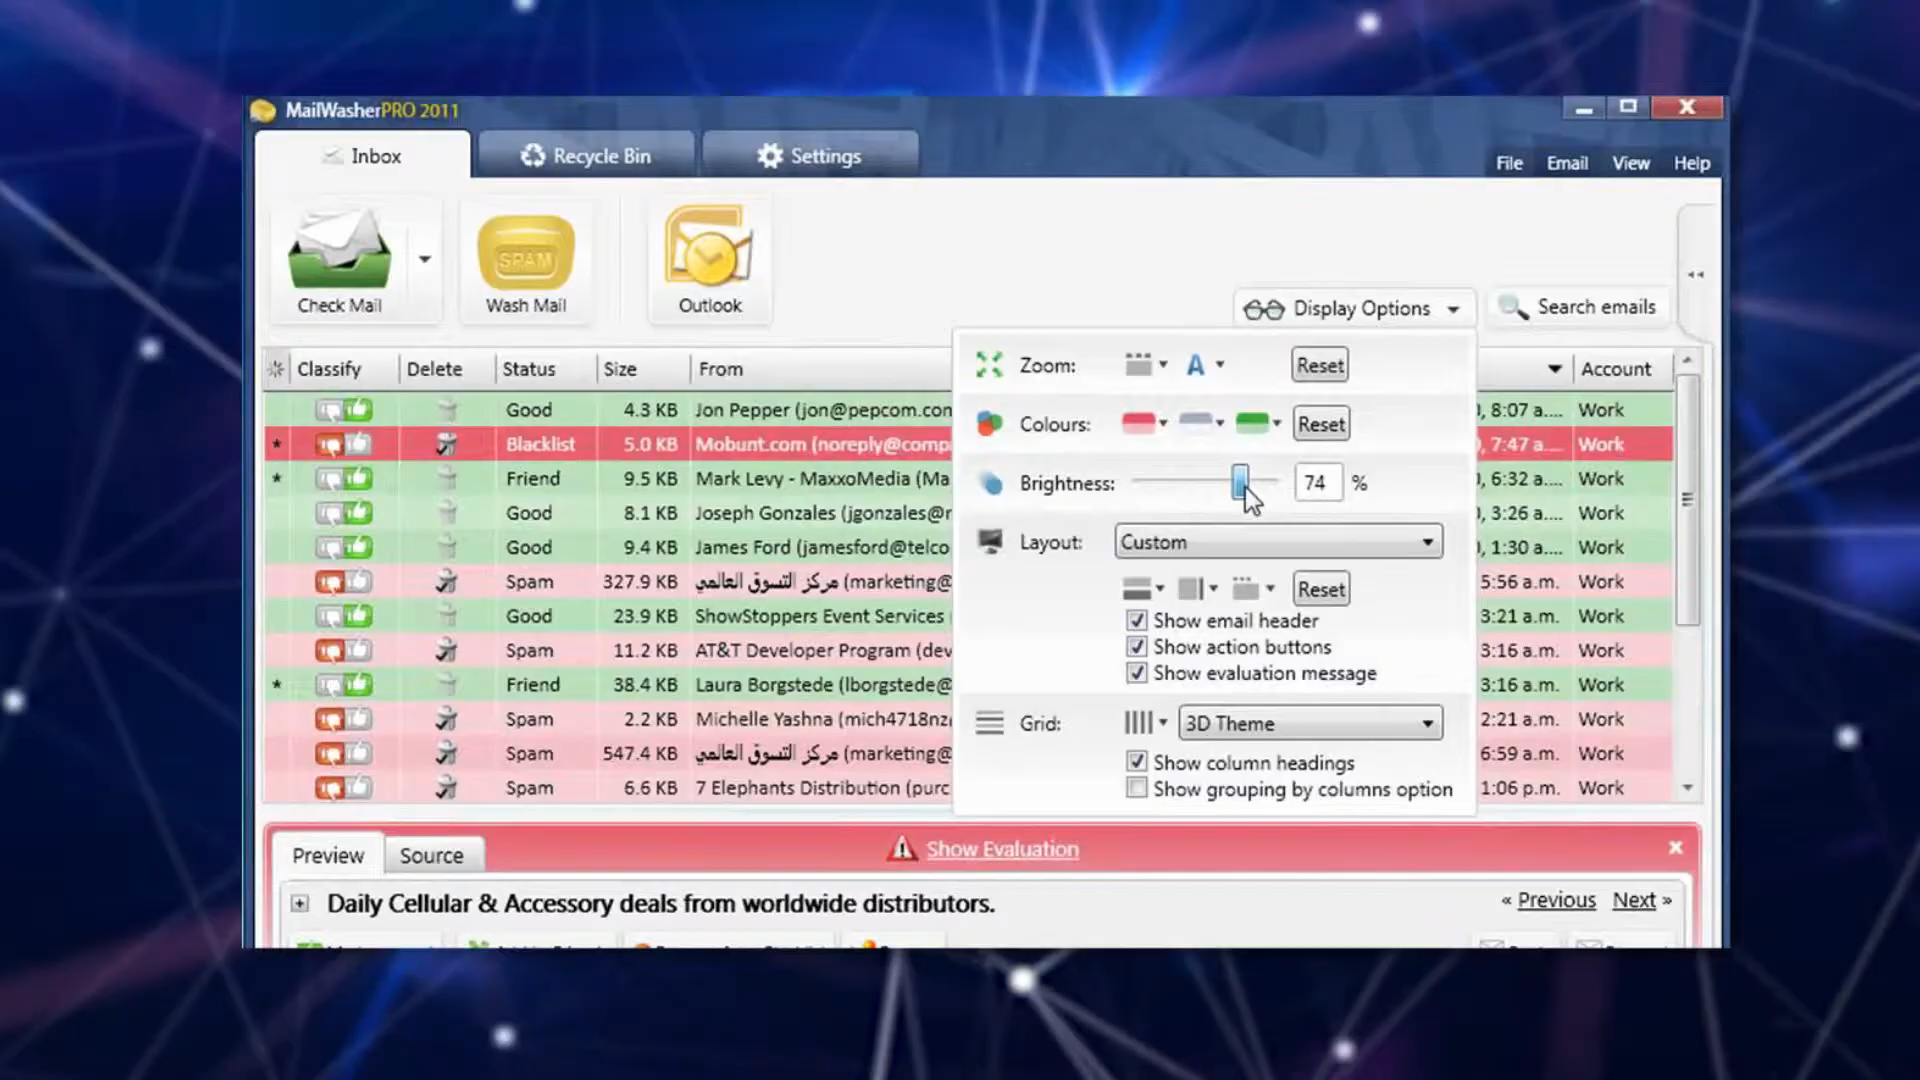 MailWasherPRO 2011
Inbox
Recycle Bin
Settings
File Email View Help
Check Mail
SPAM
Wash Mail
Outlook
Display Options
Search emails
Classify Delete Status Size From Account
Good 4.3 KB Jon Pepper (jon@pepcom.con 8:07 a.... Work
* Blacklist 5.0 KB Mobunt.com (noreply@comp , 7:47 a.... Work
* Friend 9.5 KB Mark Levy - MaxxoMedia (Ma , 6:32 a.... Work
Good 8.1 KB Joseph Gonzales (jgonzales@r , 3:26 a.... Work
Good 9.4 KB James Ford (jamesford@telco , 1:30 a.... Work
Spam 327.9 KB مركز التسوق العالمي (marketing@ 5:56 a.m. Work
Good 23.9 KB ShowStoppers Event Services 3:21 a.m. Work
Spam 11.2 KB AT&T Developer Program (dev 3:16 a.m. Work
* Friend 38.4 KB Laura Borgstede (lborgstede@ 3:16 a.m. Work
Spam 2.2 KB Michelle Yashna (mich4718nz 2:21 a.m. Work
Spam 547.4 KB مركز التسوق العالمي (marketing@ 6:59 a.m. Work
Spam 6.6 KB 7 Elephants Distribution (purc 1:06 p.m. Work
Zoom: A Reset
Colours: Reset
Brightness: 74 %
Layout: Custom
Reset
Show email header
Show action buttons
Show evaluation message
Grid: 3D Theme
Show column headings
Show grouping by columns option
Preview Source
Show Evaluation
Daily Cellular & Accessory deals from worldwide distributors.
« Previous Next »